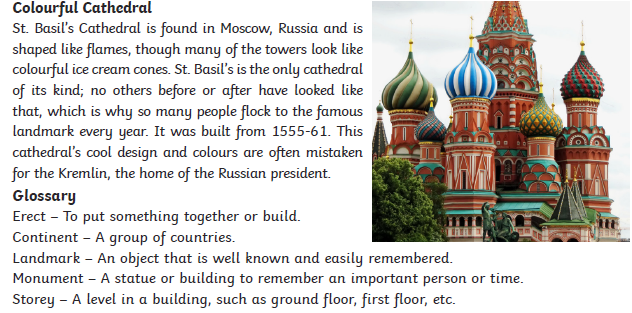 Colourful Cathedral
St. Basil's Cathedral is found in Moscow, Russia and is
shaped like flames, though many of the towers look like
colourful ice cream cones. St. Basil's is the only cathedral
of its kind; no others before or after have looked like
that, which is why so many people flock to the famous
landmark every year. It was built from 1555-61. This
cathedral's cool design and colours are often mistaken
for the Kremlin, the home of the Russian president.
Glossary
Erect – To put something together or build.
Continent – A group of countries.
Landmark – An object that is well known and easily remembered.
Monument – A statue or building to remember an important person or time.
Storey – A level in a building, such as ground floor, first floor, etc.